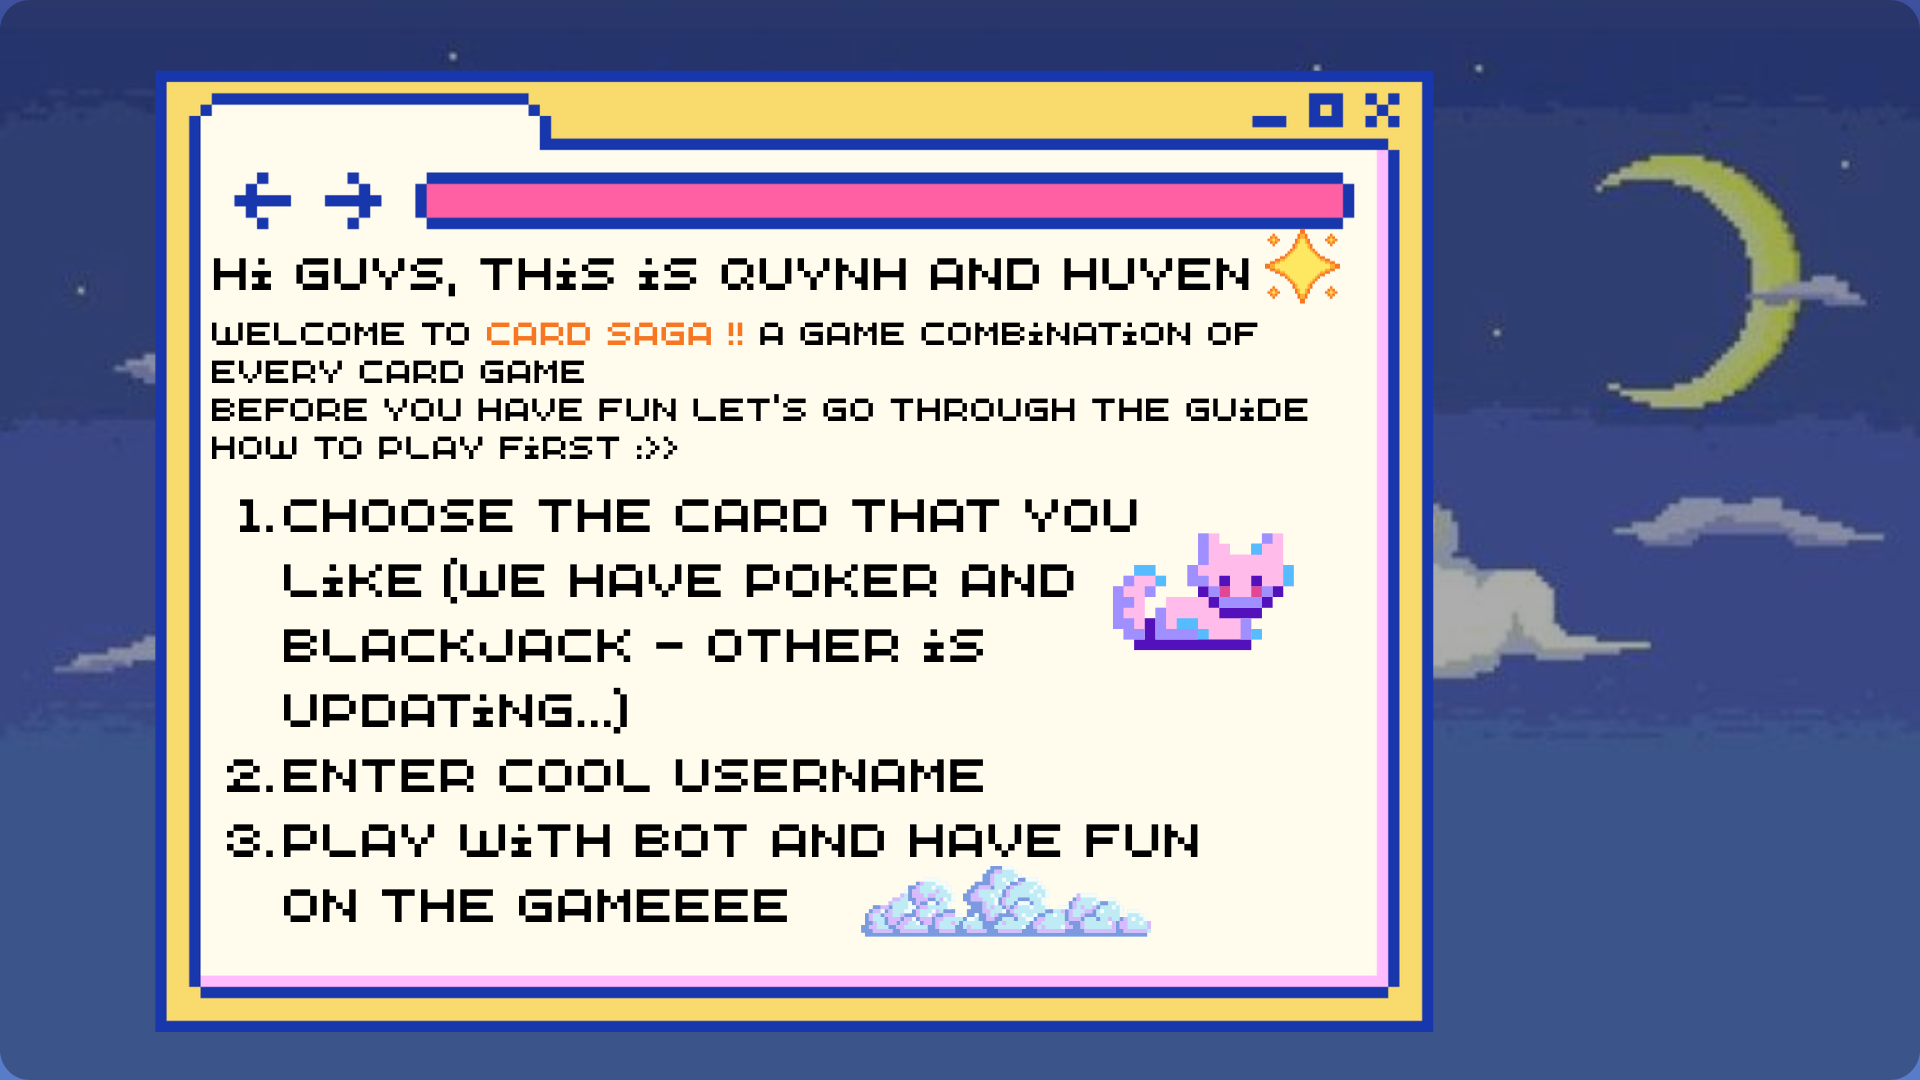 Hi GUYS, THiS iS QUYNH AND HUYEN
WELCOME TO CARD SAGA !! A GAME COMBiNATiON OF
EVERY CARD GAME
BEFORE YOU HAVE FUN LET'S GO THROUGH THE GUiDE
HOW TO PLAY FiRST :>>
1. CHOOSE THE CARD THAT YOU
LiKE (WE HAVE POKER AND
BLACKJACK - OTHER iS
UPDATiNG...)
2. ENTER COOL USERNAME
3. PLAY WiTH BOT AND HAVE FUN
ON THE GAMEEEE